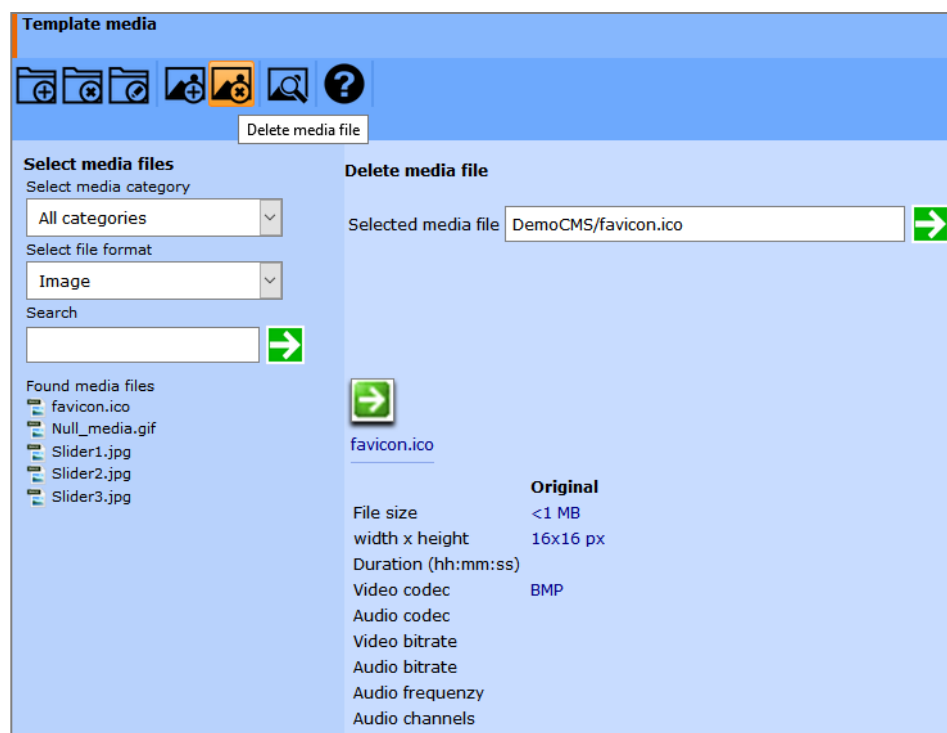 Template media
Delete media file
Select media files
Select media category
All categories
Select file format
Image
Search
Found media files
favicon.ico
Null_media.gif
Slider1.jpg
Slider2.jpg
Slider3.jpg
Delete media file
Selected media file DemoCMS/favicon.ico
favicon.ico
Original
File size <1 MB
width x height 16x16 px
Duration (hh:mm:ss)
Video codec BMP
Audio codec
Video bitrate
Audio bitrate
Audio frequenzy
Audio channels